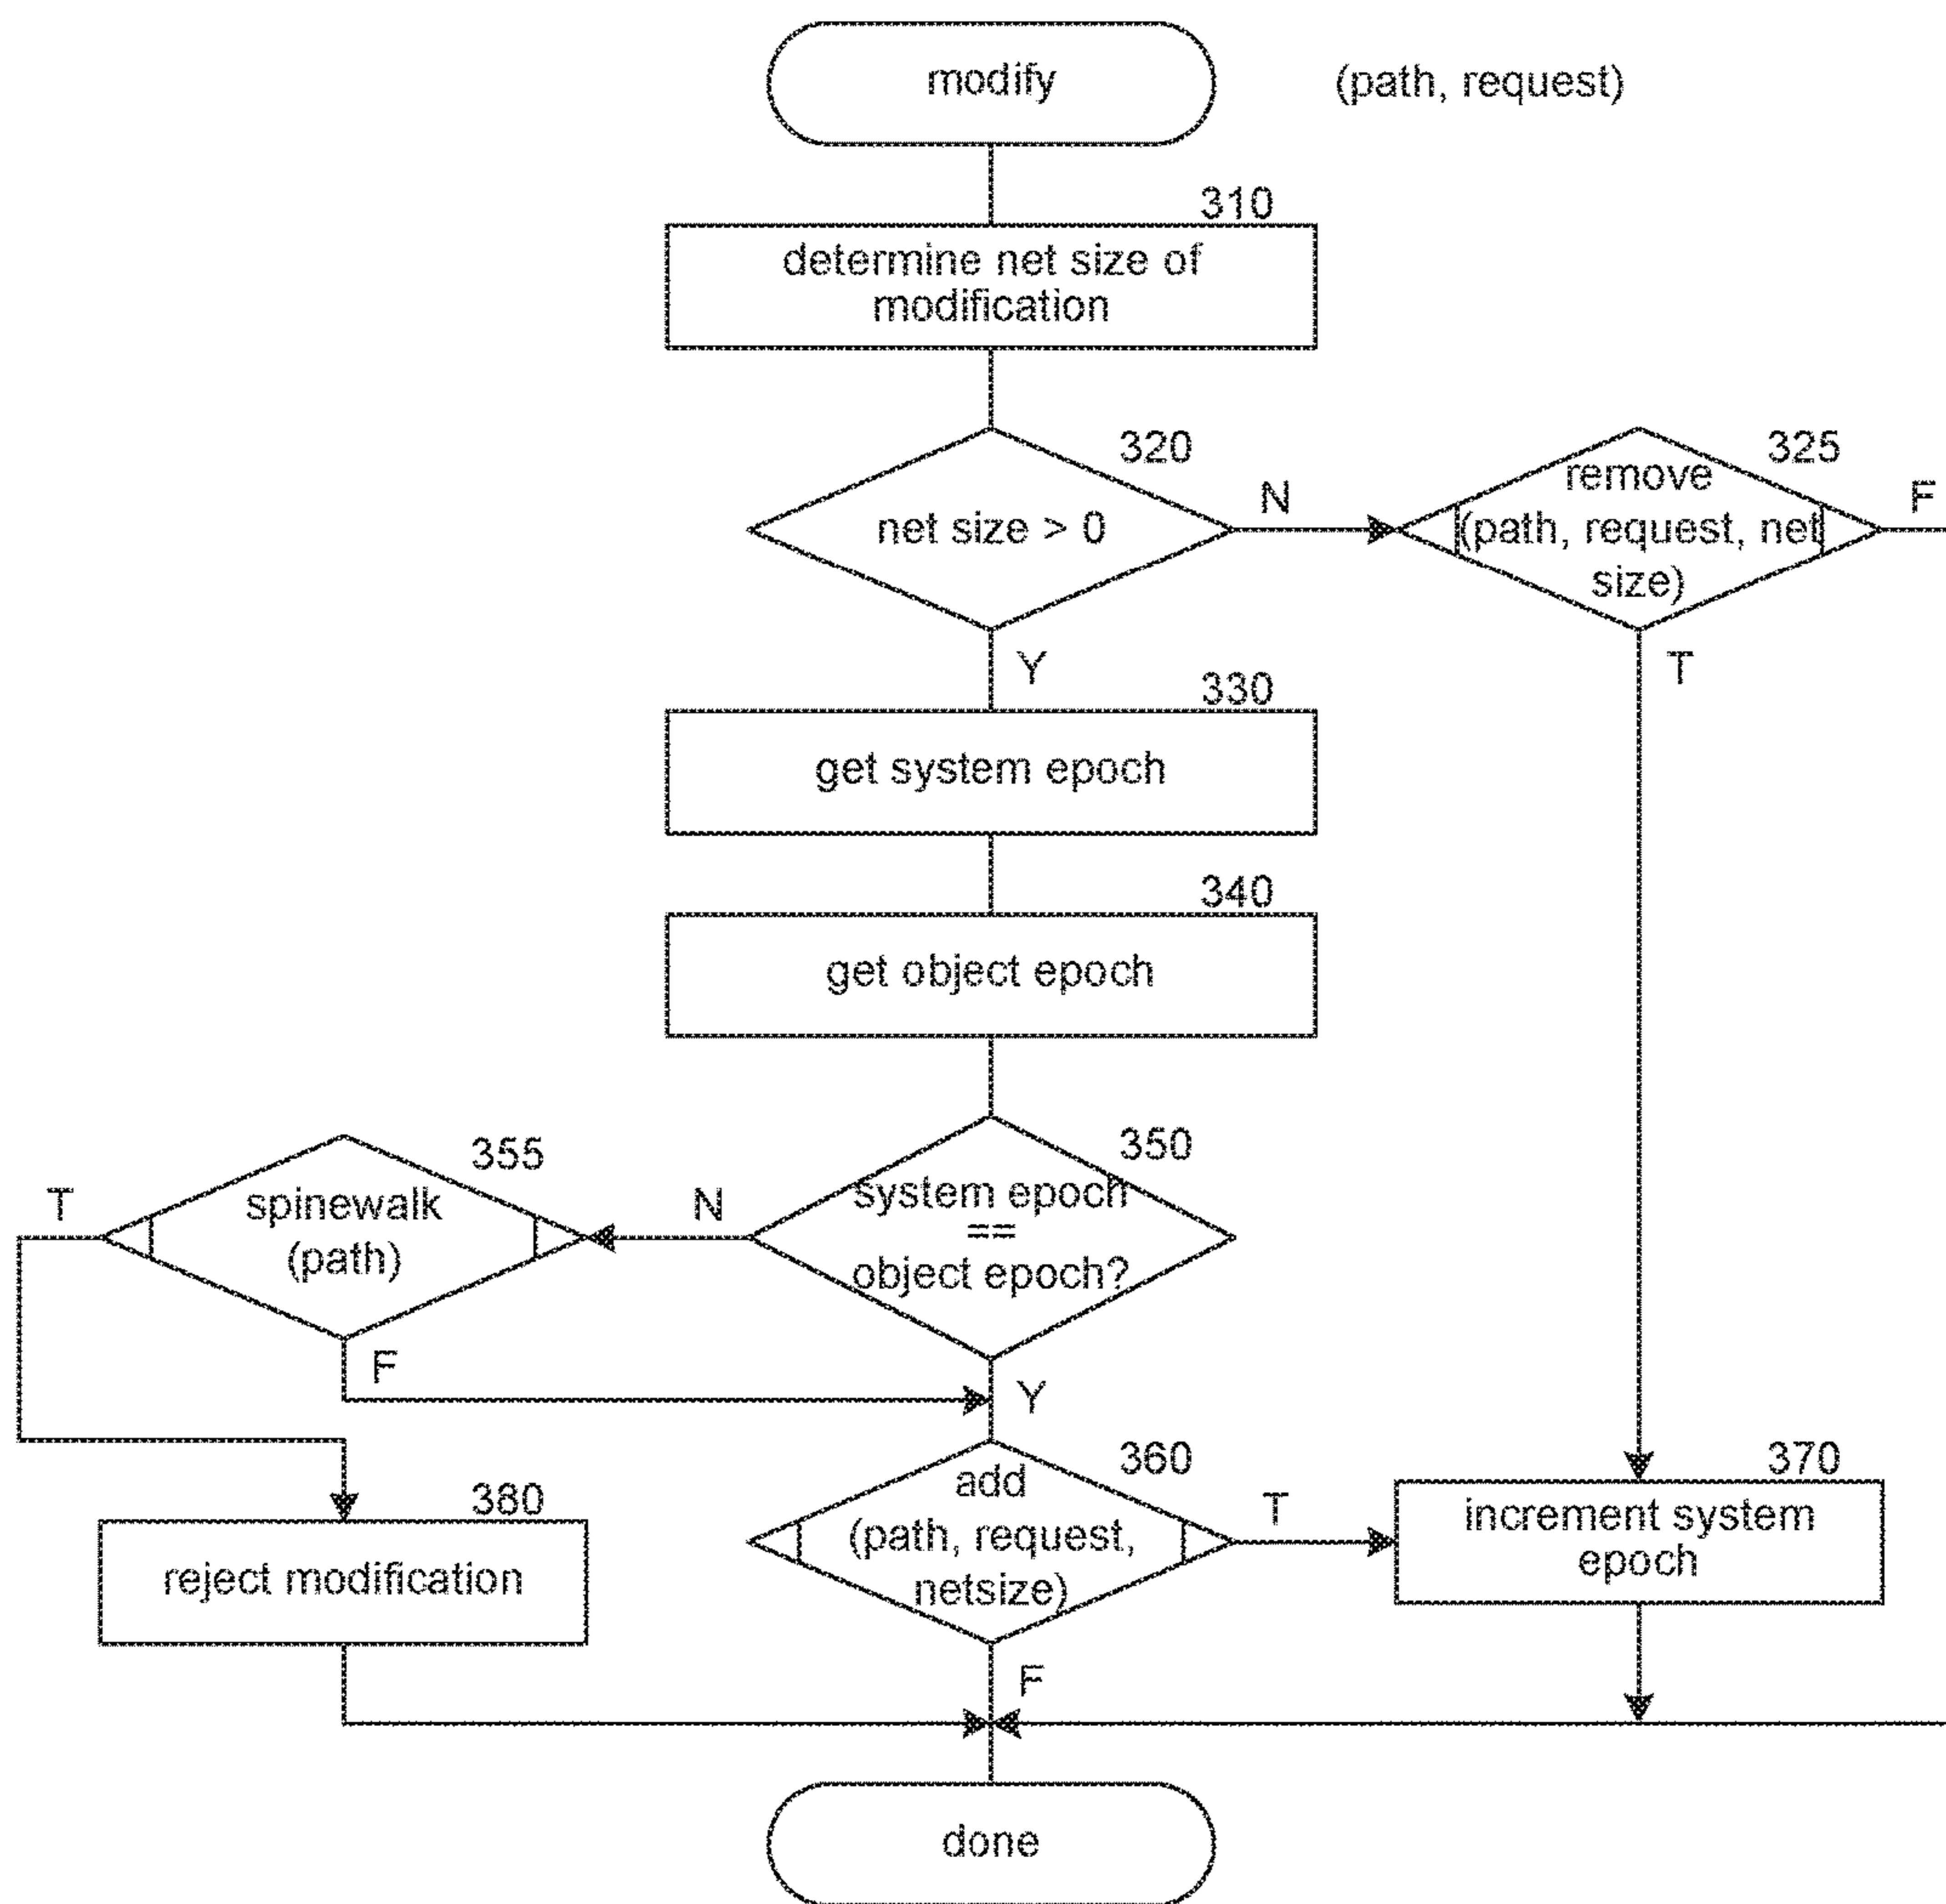 modify
(path, request)
310
determine net size of
modification
320
net size > 0
N
325
remove
(path, request, net
size)
F
Y
T
330
get system epoch
340
get object epoch
350
system epoch
==
object epoch?
N
355
spinewalk
(path)
T
F
Y
360
add
(path, request,
netsize)
T
370
increment system
epoch
380
reject modification
F
done